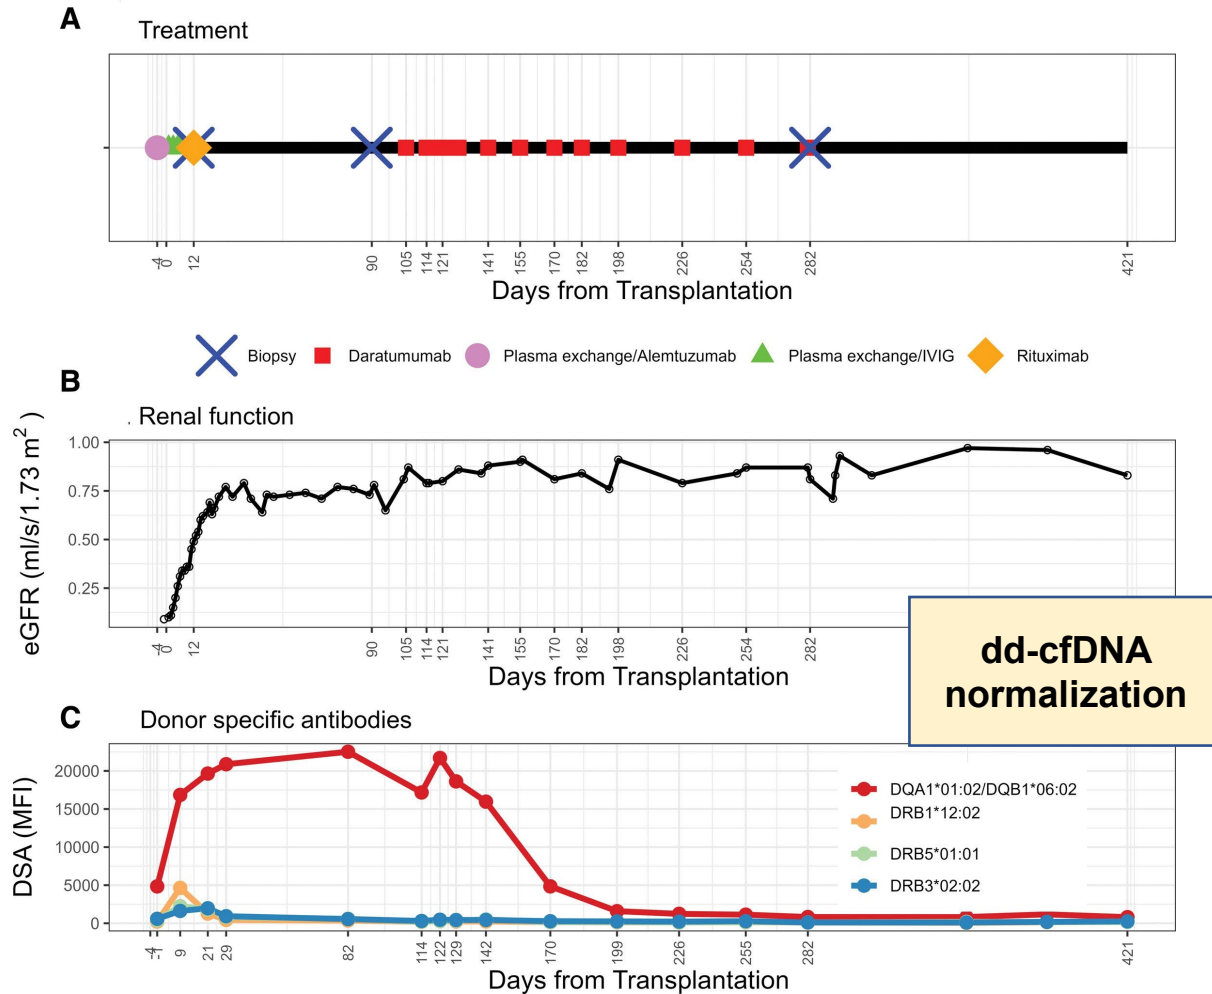 A
Treatment
-4 0 12 90 105 114 121 141 155 170 182 198 226 254 282 421
Days from Transplantation
Biopsy Daratumumab Plasma exchange/Alemtuzumab Plasma exchange/IVIG Rituximab
B
Renal function
eGFR (ml/s/1.73 m²)
1.00
0.75
0.50
0.25
-4 0 12 90 105 114 121 141 155 170 182 198 226 254 282
Days from Transplantation
dd-cfDNA
normalization
C
Donor specific antibodies
DSA (MFI)
20000
15000
10000
5000
0
DQA1*01:02/DQB1*06:02
DRB1*12:02
DRB5*01:01
DRB3*02:02
-4 -1 9 21 29 82 114 122 129 142 170 199 226 255 282 421
Days from Transplantation